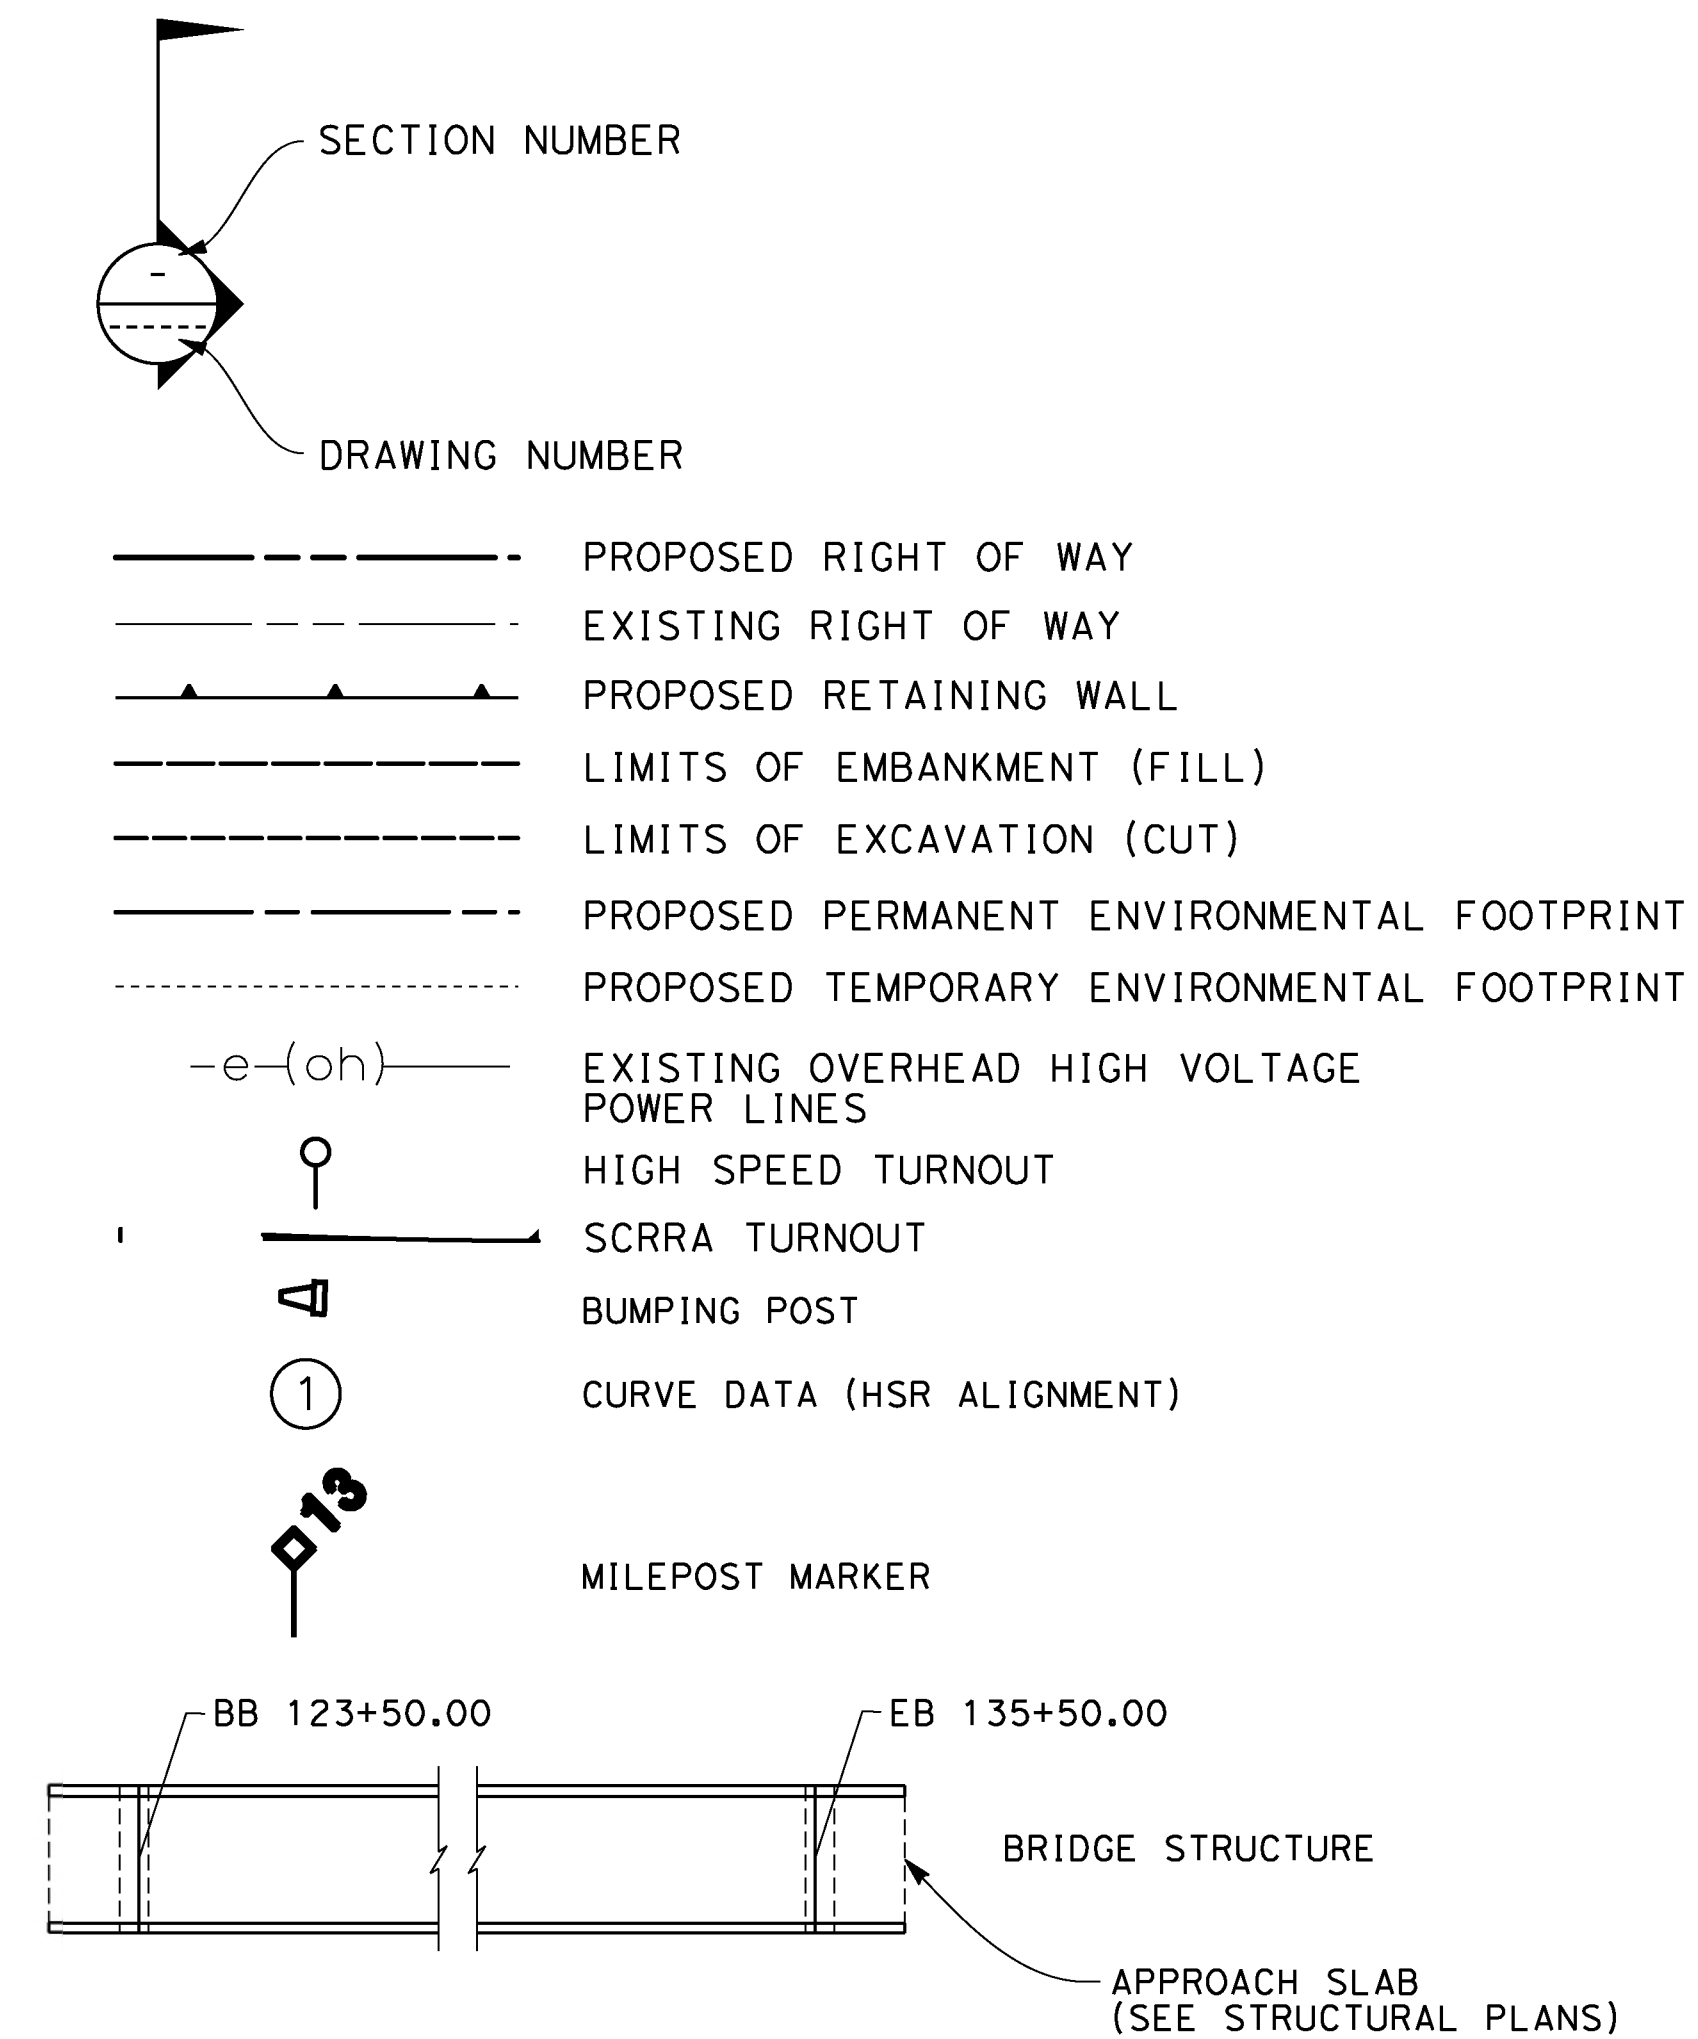 SECTION NUMBER
-
DRAWING NUMBER
PROPOSED RIGHT OF WAY
EXISTING RIGHT OF WAY
PROPOSED RETAINING WALL
LIMITS OF EMBANKMENT (FILL)
LIMITS OF EXCAVATION (CUT)
PROPOSED PERMANENT ENVIRONMENTAL FOOTPRINT
PROPOSED TEMPORARY ENVIRONMENTAL FOOTPRINT
e (oh)
EXISTING OVERHEAD HIGH VOLTAGE
POWER LINES
HIGH SPEED TURNOUT
SCRRA TURNOUT
BUMPING POST
1
CURVE DATA (HSR ALIGNMENT)
13
MILEPOST MARKER
BB 123+50.00
EB 135+50.00
BRIDGE STRUCTURE
APPROACH SLAB
(SEE STRUCTURAL PLANS)